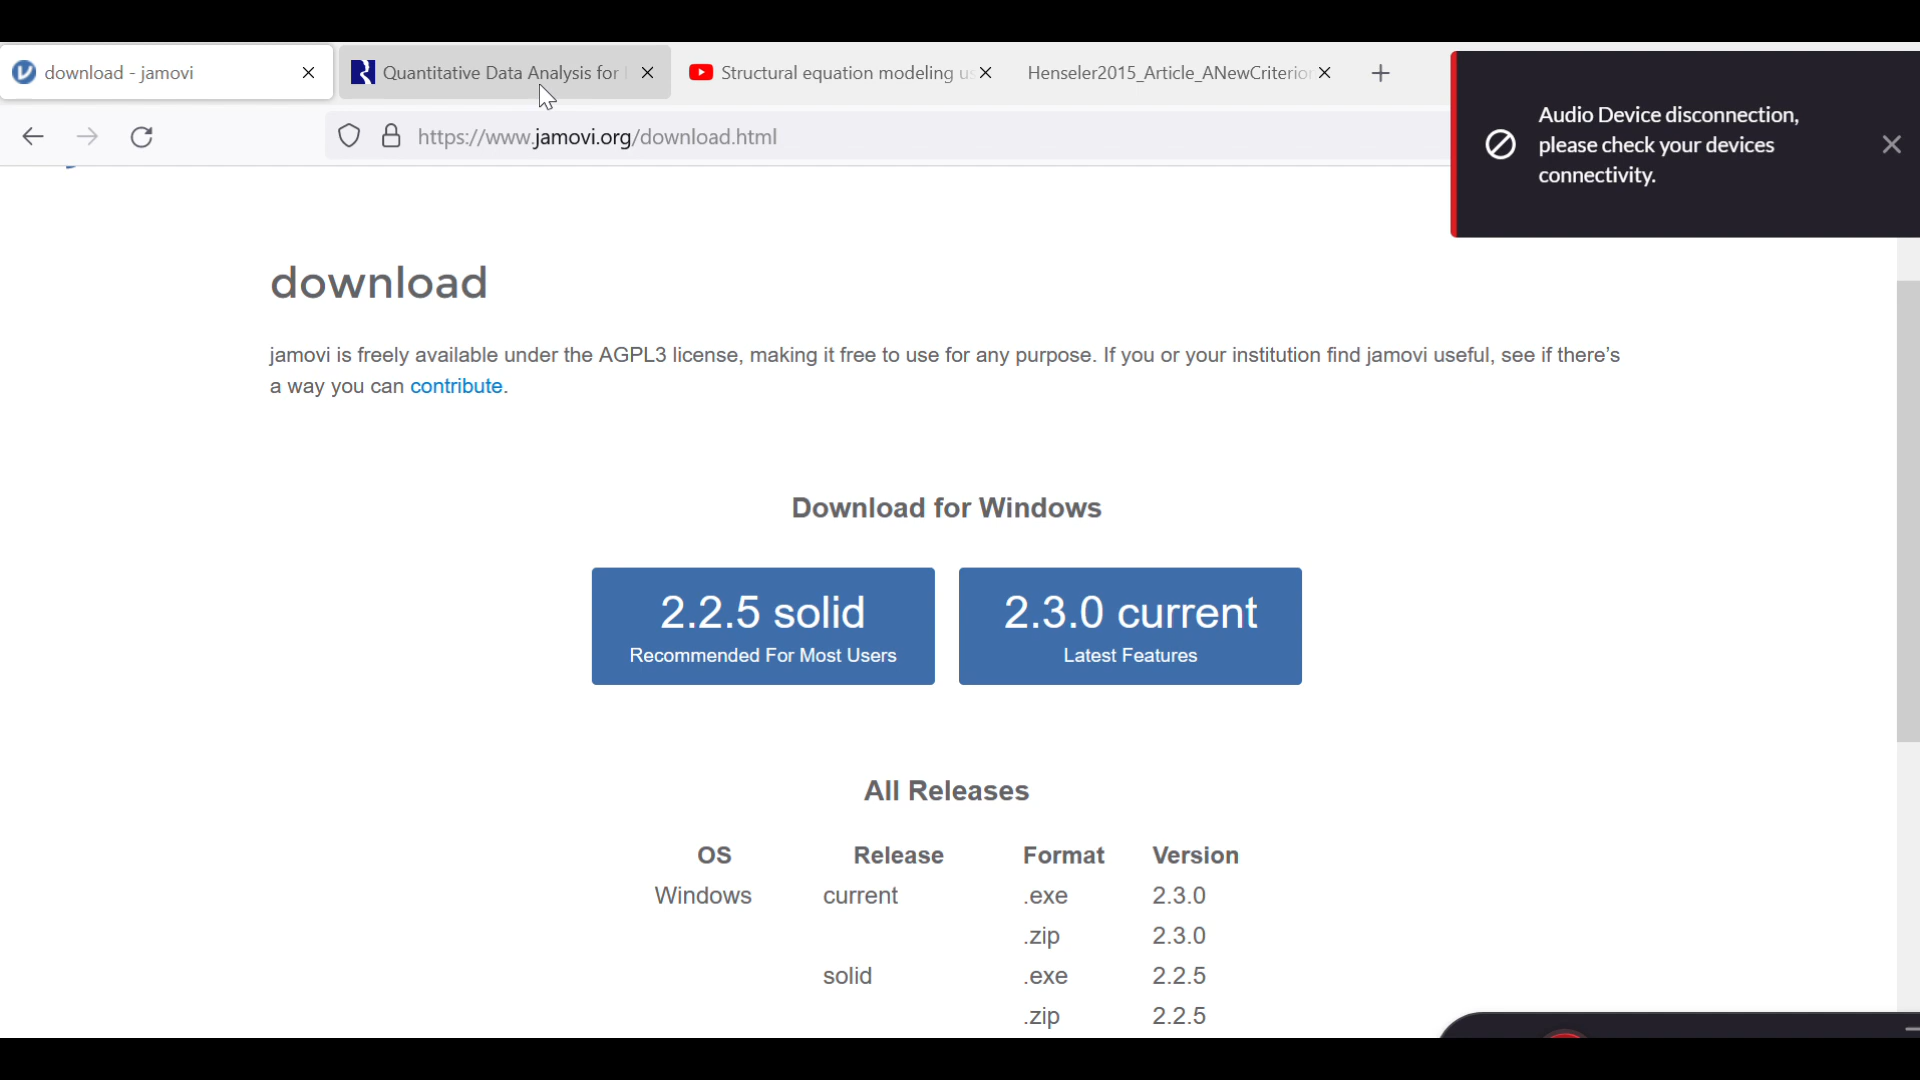 download - jamovi
Quantitative Data Analysis for
Structural equation modeling us
Henseler2015_Article_ANewCriterion
https://www.jamovi.org/download.html
Audio Device disconnection,
please check your devices
connectivity.
download
jamovi is freely available under the AGPL3 license, making it free to use for any purpose. If you or your institution find jamovi useful, see if there's
a way you can contribute.
Download for Windows
2.2.5 solid
Recommended For Most Users
2.3.0 current
Latest Features
All Releases
OS Release Format Version
Windows current .exe 2.3.0
.zip 2.3.0
solid .exe 2.2.5
.zip 2.2.5